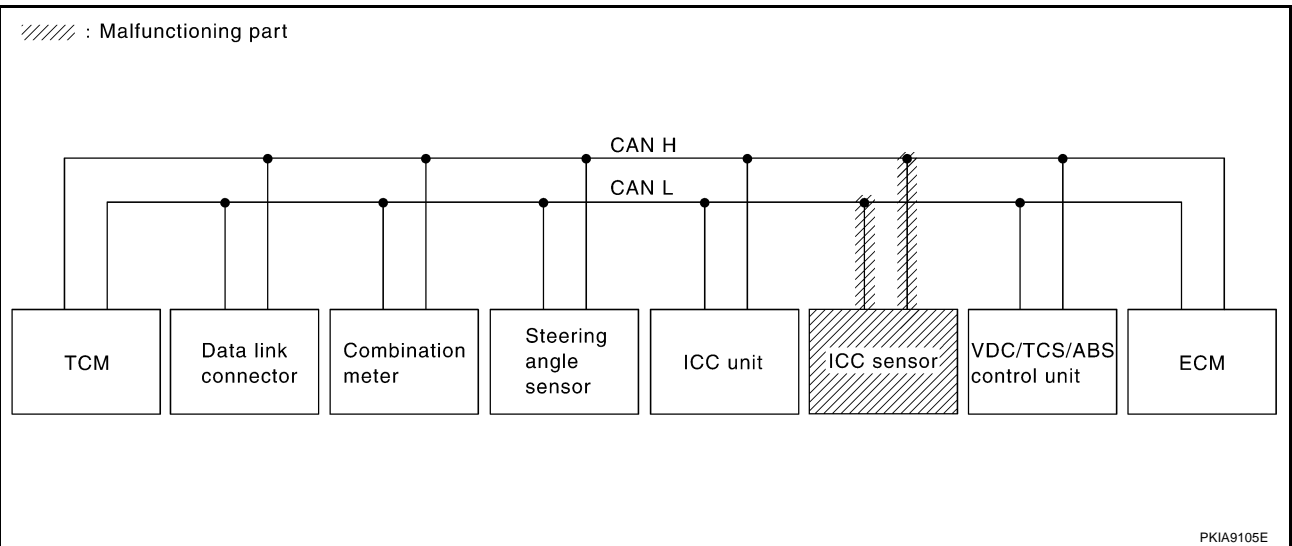 : Malfunctioning part
CAN H
CAN L
TCM
Data link
connector
Combination
meter
Steering
angle
sensor
ICC unit
ICC sensor
VDC/TCS/ABS
control unit
ECM
PKIA9105E